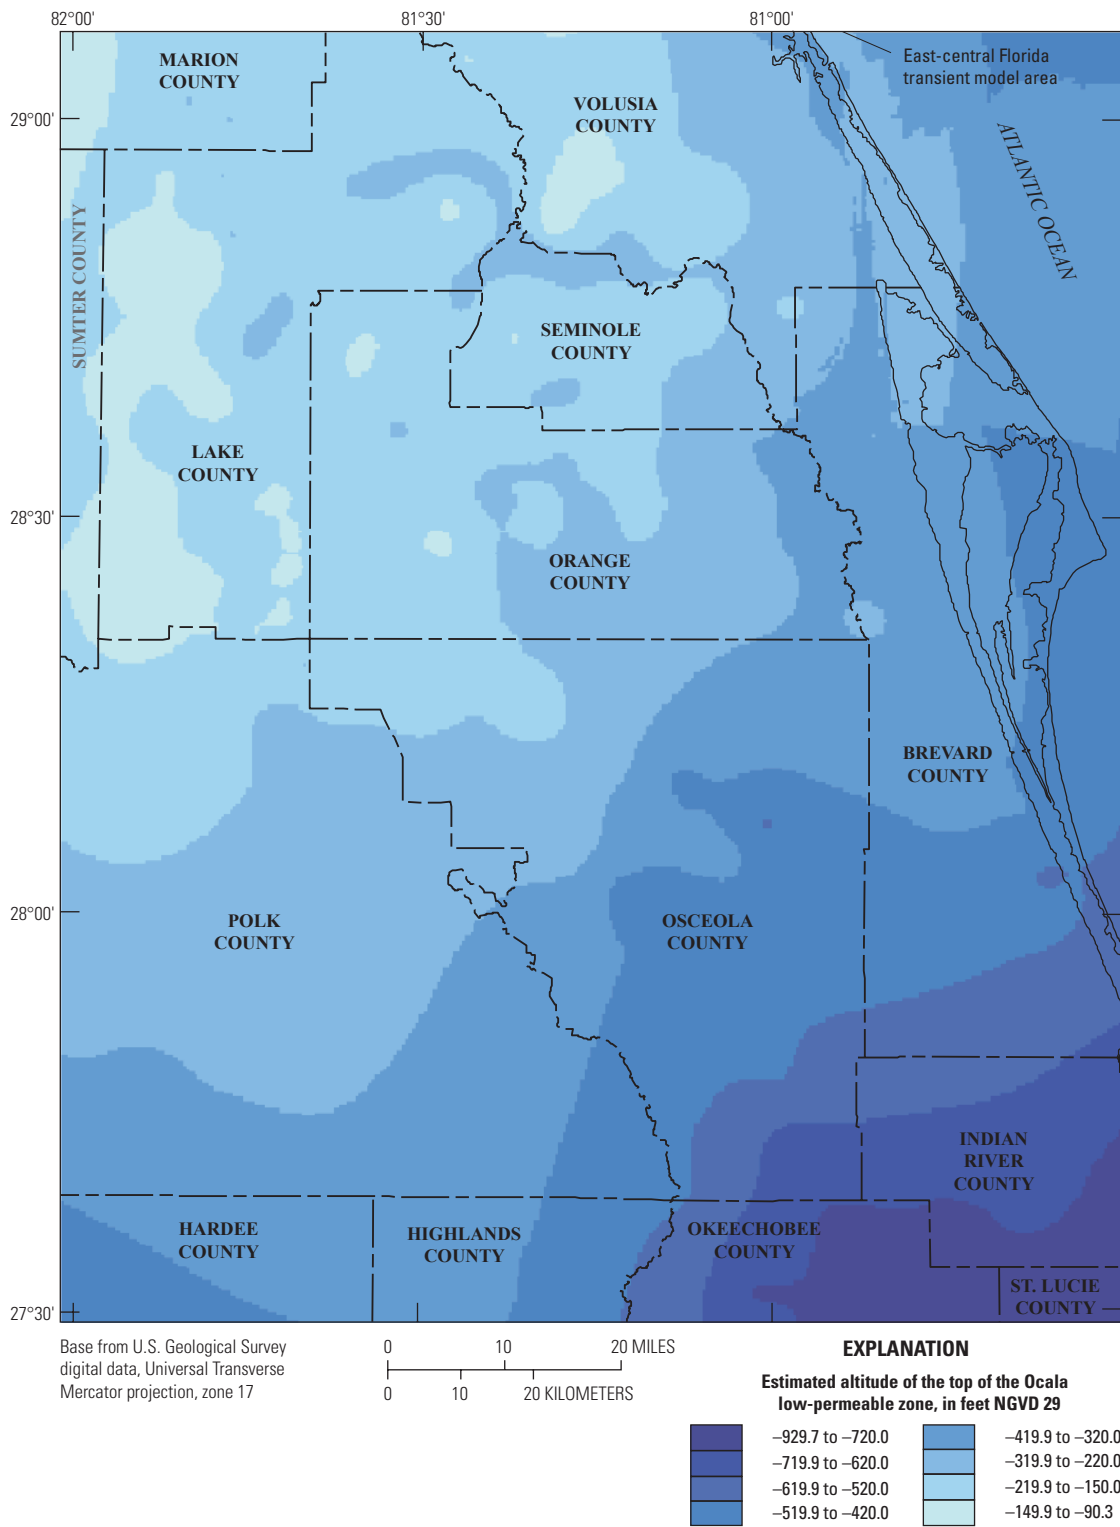 82°00'
81°30'
81°00'
MARION
COUNTY
VOLUSIA
COUNTY
East-central Florida
transient model area
29°00'
ATLANTIC OCEAN
SUMTER COUNTY
SEMINOLE
COUNTY
LAKE
COUNTY
28°30'
ORANGE
COUNTY
BREVARD
COUNTY
28°00'
POLK
COUNTY
OSCEOLA
COUNTY
INDIAN
RIVER
COUNTY
HARDEE
COUNTY
HIGHLANDS
COUNTY
OKEECHOBEE
COUNTY
ST. LUCIE
COUNTY
27°30'
Base from U.S. Geological Survey
digital data, Universal Transverse
Mercator projection, zone 17
0 10 20 MILES
0 10 20 KILOMETERS
EXPLANATION
Estimated altitude of the top of the Ocala
low-permeable zone, in feet NGVD 29
–929.7 to –720.0
–719.9 to –620.0
–619.9 to –520.0
–519.9 to –420.0
–419.9 to –320.0
–319.9 to –220.0
–219.9 to –150.0
–149.9 to –90.3